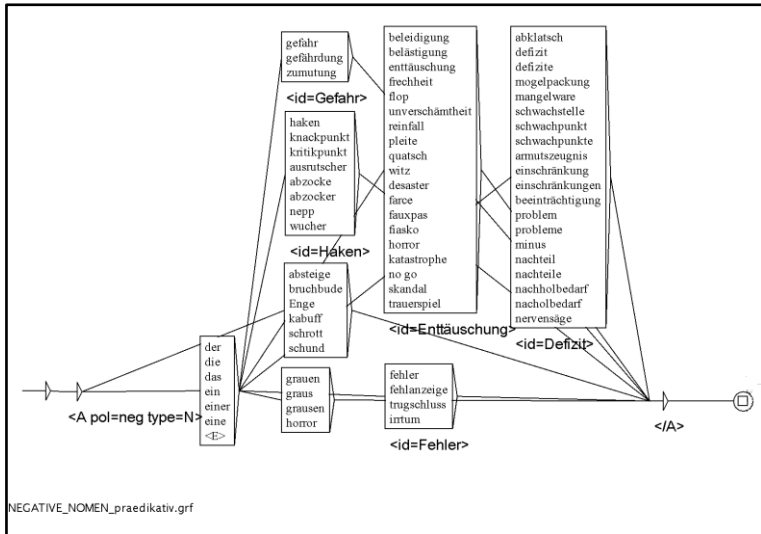 gefahr
gefährdung
zumutung
<id=Gefahr>
haken
knackpunkt
kritikpunkt
ausrutscher
abzocke
abzocker
nepp
wucher
<id=Haken>
absteige
bruchbude
Enge
kabuff
schrott
schund
der
die
das
ein
einer
eine
<E>
<A pol=neg type=N>
grauen
graus
grausen
horror
beleidigung
belästigung
enttäuschung
frechheit
flop
unverschämtheit
reinfall
pleite
quatsch
witz
desaster
farce
fauxpas
fiasko
horror
katastrophe
no go
skandal
trauerspiel
<id=Enttäuschung>
fehler
fehlanzeige
trugschluss
irrtum
<id=Fehler>
abklatsch
defizit
defizite
mogelpackung
mangelware
schwachstelle
schwachpunkt
schwachpunkte
armutszeugnis
einschränkung
einschränkungen
beeinträchtigung
problem
probleme
minus
nachteil
nachteile
nachholbedarf
nacholbedarf
nervensäge
<id=Defizit>
</A>
NEGATIVE_NOMEN_praedikativ.grf